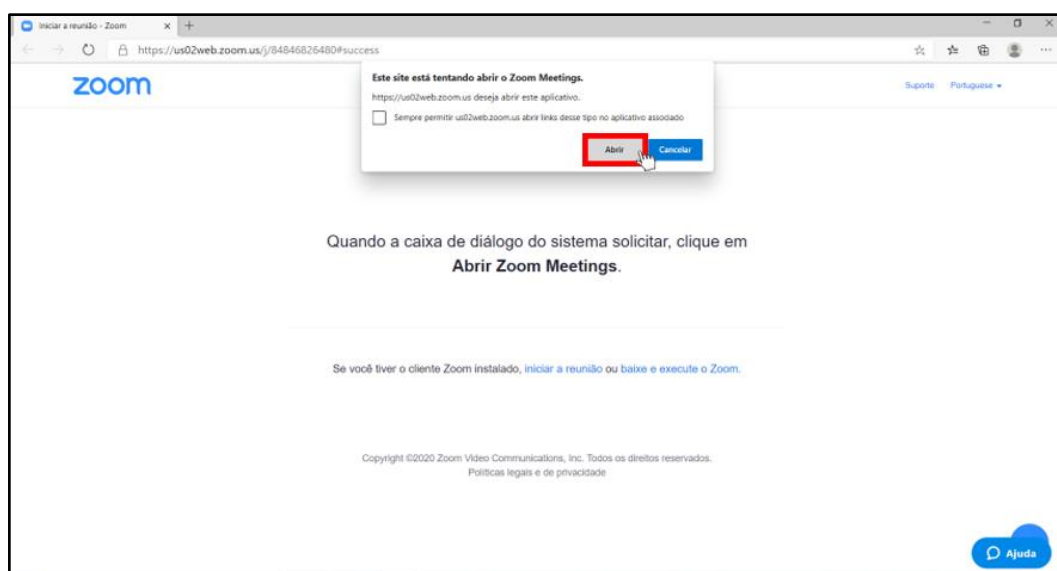 Iniciar a reunião - Zoom
https://us02web.zoom.us/j/84846826480#success
zoom
Suporte Portuguese
Este site está tentando abrir o Zoom Meetings.
https://us02web.zoom.us deseja abrir este aplicativo.
Sempre permitir us02web.zoom.us abrir links desse tipo no aplicativo associado
Abrir Cancelar
Quando a caixa de diálogo do sistema solicitar, clique em
Abrir Zoom Meetings.
Se você tiver o cliente Zoom instalado, iniciar a reunião ou baixe e execute o Zoom.
Copyright ©2020 Zoom Video Communications, Inc. Todos os direitos reservados.
Políticas legais e de privacidade
Ajuda